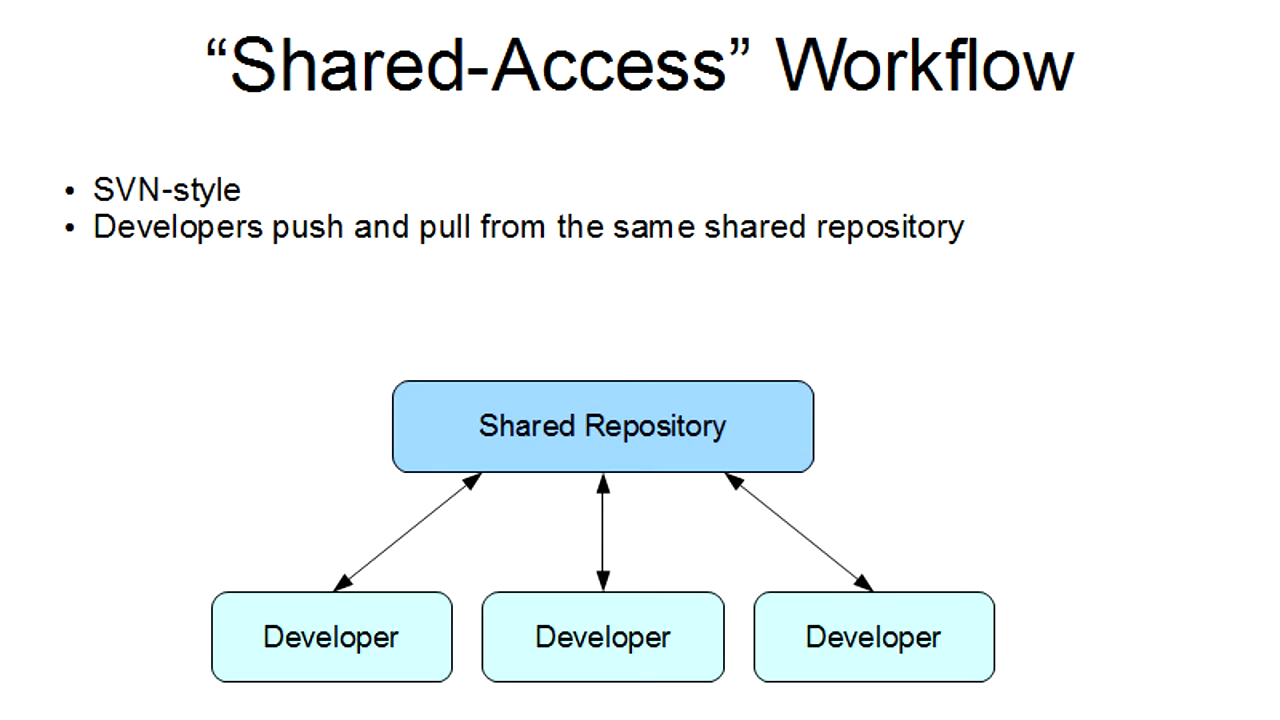 “Shared-Access” Workflow
• SVN-style
• Developers push and pull from the same shared repository
Shared Repository
Developer
Developer
Developer